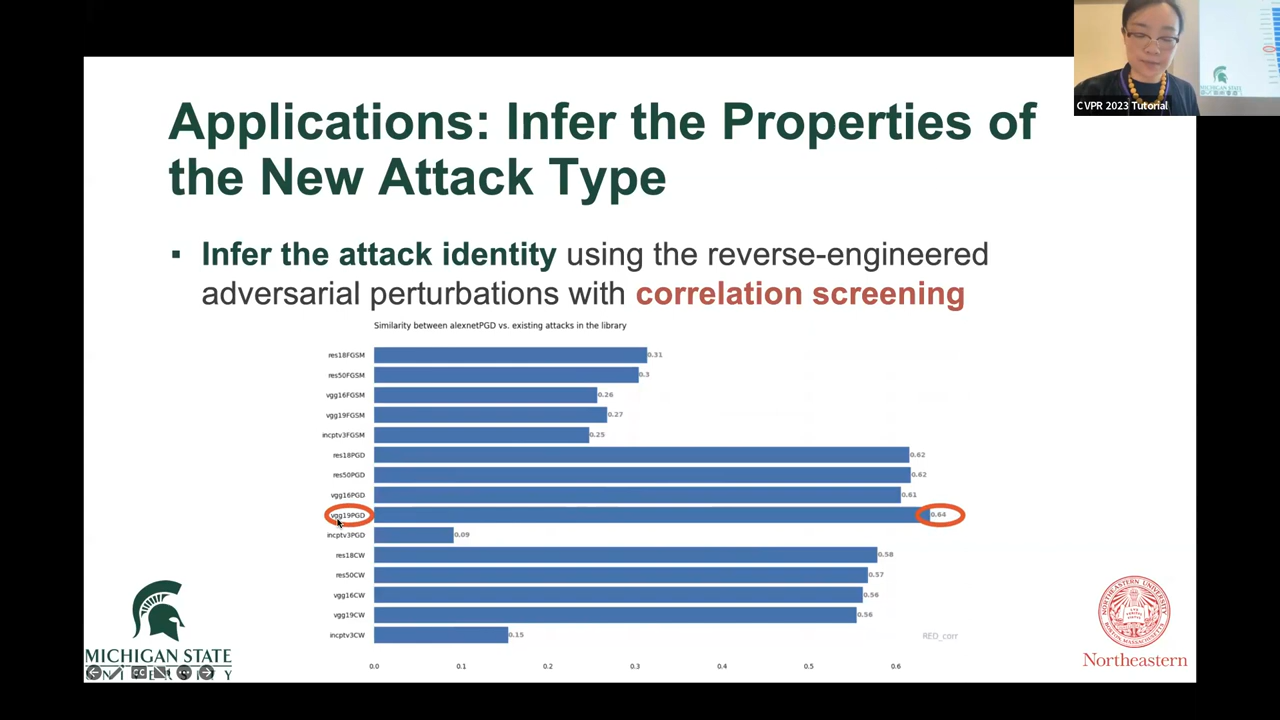 CVPR 2023 Tutorial
Applications: Infer the Properties of
the New Attack Type
▪ Infer the attack identity using the reverse-engineered
adversarial perturbations with correlation screening
Similarity between alexnetPGD vs. existing attacks in the library
res18FGSM 0.31
res50FGSM 0.3
vgg16FGSM 0.26
vgg19FGSM 0.27
incptv3FGSM 0.25
res18PGD 0.62
res50PGD 0.62
vgg16PGD 0.61
vgg19PGD 0.64
incptv3PGD 0.09
res18CW 0.58
res50CW 0.57
vgg16CW 0.56
vgg19CW 0.56
incptv3CW 0.15
RED_corr
0.0 0.1 0.2 0.3 0.4 0.5 0.6
MICHIGAN STATE
UNIVERSITY
Northeastern